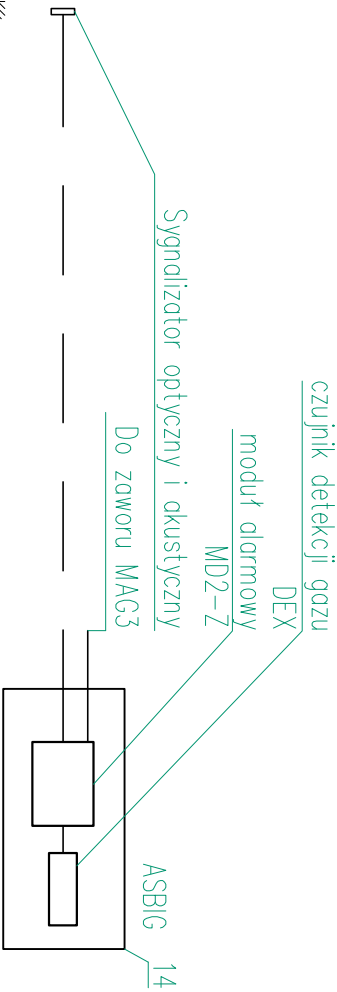 czujnik detekcji gazu
DEX
moduł alarmowy
MD2-Z
Sygnalizator optyczny i akustyczny
Do zaworu MAG3
ASBIG
14